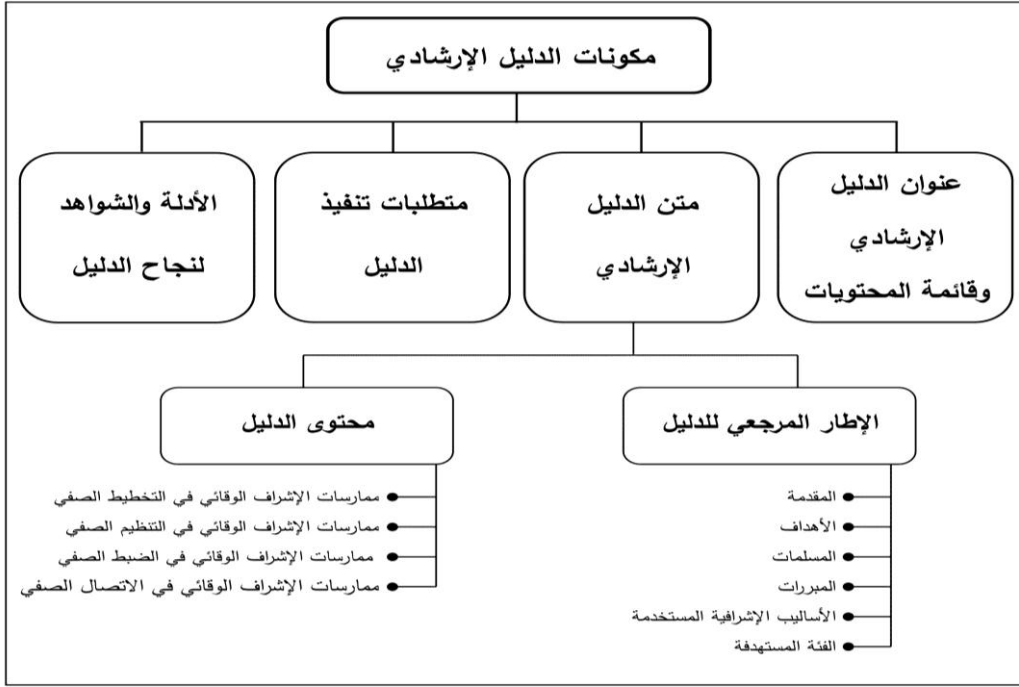 مكونات الدليل الإرشادي
عنوان الدليل
الإرشادي
وقائمة المحتويات
متن الدليل
الإرشادي
متطلبات تنفيذ
الدليل
الأدلة والشواهد
لنجاح الدليل
الإطار المرجعي للدليل
المقدمة
الأهداف
المسلمات
المبررات
الأساليب الإشرافية المستخدمة
الفئة المستهدفة
محتوى الدليل
ممارسات الإشراف الوقائي في التخطيط الصفي
ممارسات الإشراف الوقائي في التنظيم الصفي
ممارسات الإشراف الوقائي في الضبط الصفي
ممارسات الإشراف الوقائي في الاتصال الصفي